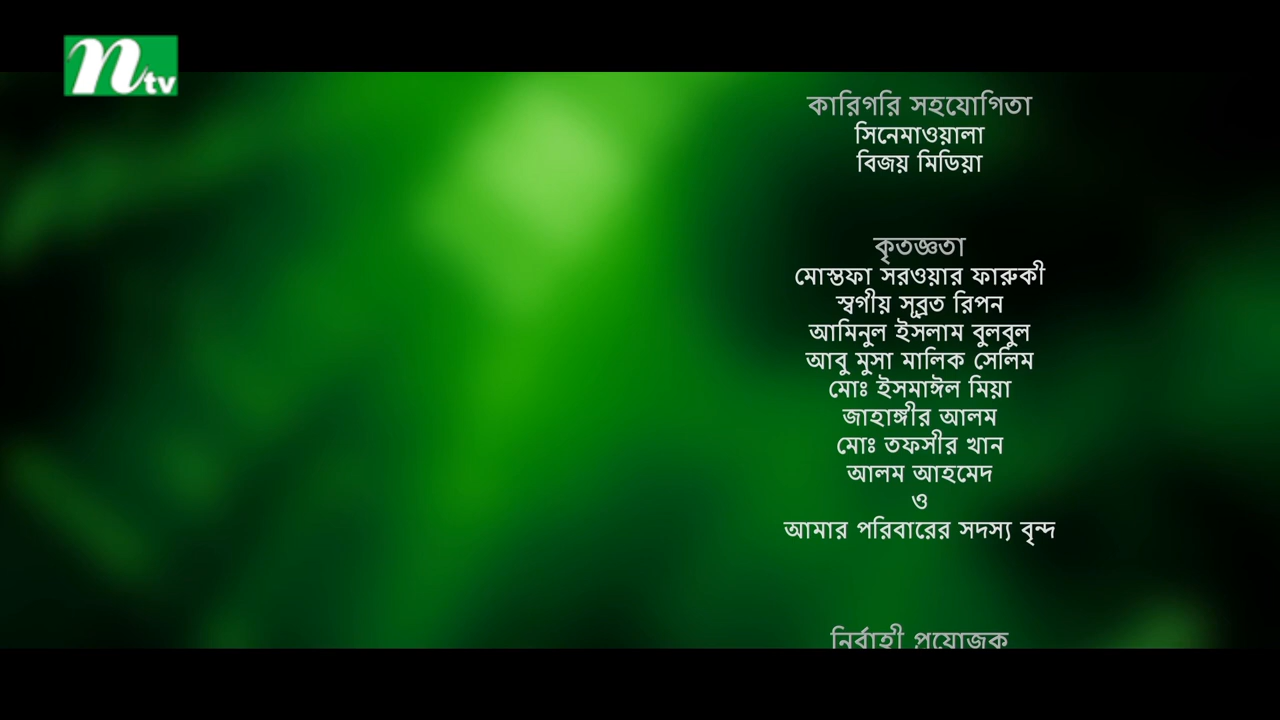 ntv
কারিগরি সহযোগিতা
সিনেমাওয়ালা
বিজয় মিডিয়া
কৃতজ্ঞতা
মোস্তফা সরওয়ার ফারুকী
স্বগীয় সূব্রত রিপন
আমিনুল ইসলাম বুলবুল
আবু মুসা মালিক সেলিম
মোঃ ইসমাঈল মিয়া
জাহাঙ্গীর আলম
মোঃ তফসীর খান
আলম আহমেদ
ও
আমার পরিবারের সদস্য বৃন্দ
নির্বাহী প্রযোজক